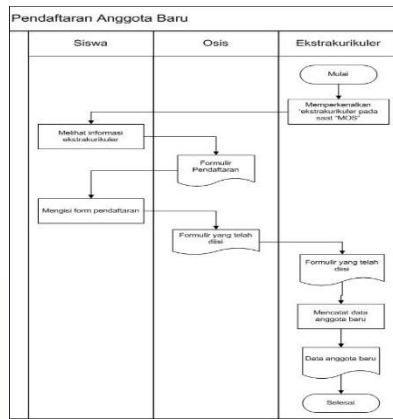 Pendaftaran Anggota Baru
Siswa
Osis
Ekstrakurikuler
Mulai
Memperkenalkan
'ekstrakurikuler pada
saat "MOS"
Melihat informasi
ekstrakurikuler
Formulir
Pendaftaran
Mengisi form pendaftaran
Formulir yang telah
diisi
Formulir yang telah
diisi
Mencatat data
anggota baru
Data anggota baru
Selesai